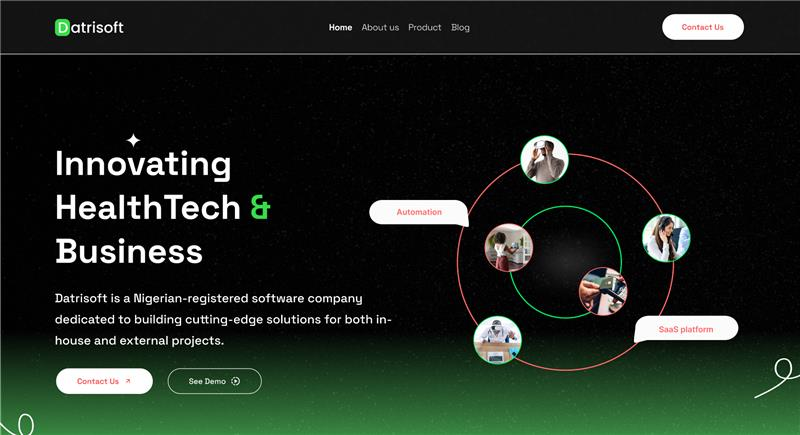 Datrisoft
Home About us Product Blog
Contact Us
Innovating
HealthTech &
Business
Datrisoft is a Nigerian-registered software company
dedicated to building cutting-edge solutions for both in-
house and external projects.
Contact Us
See Demo
Automation
SaaS platform